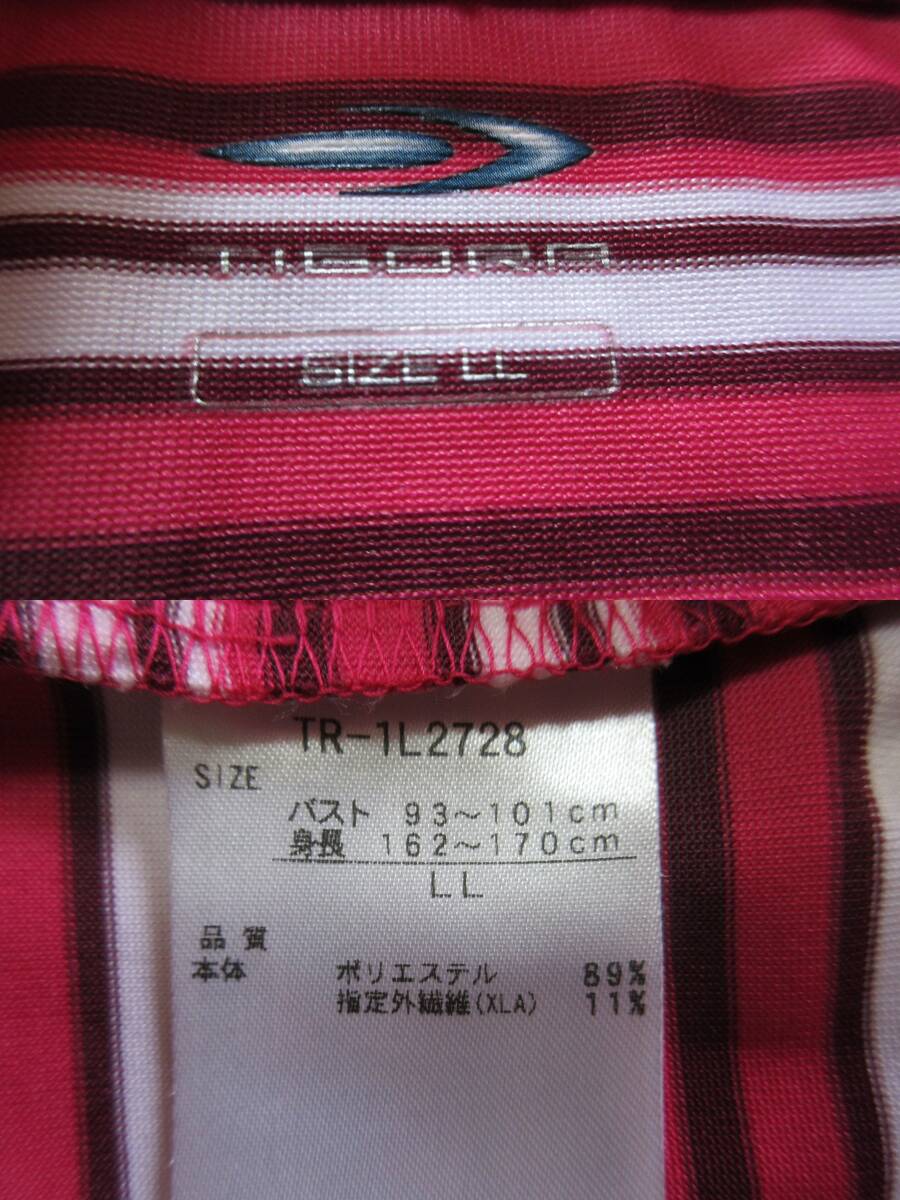 SIZE LL
TR-1L2728
SIZE
バスト 93～101cm
身長 162～170cm
LL
品質
本体 ポリエステル 89%
指定外繊維(XLA) 11%